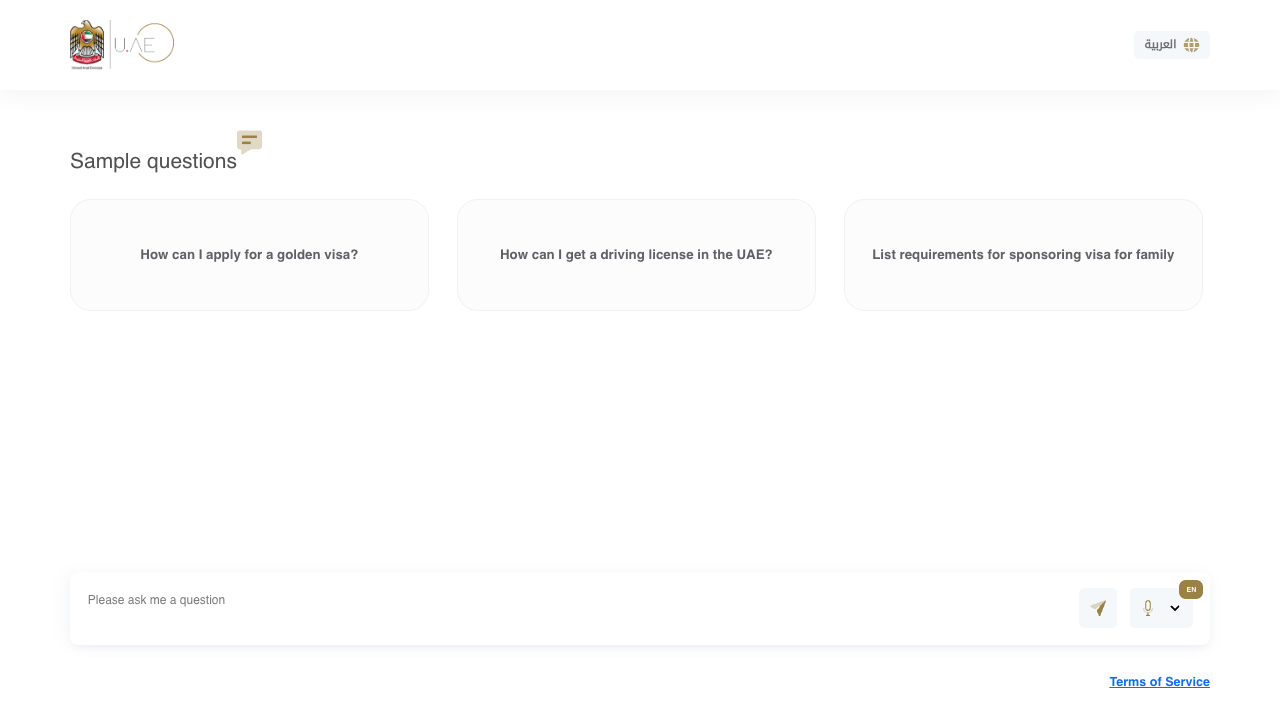 U.AE
العربية
Sample questions
How can I apply for a golden visa?
How can I get a driving license in the UAE?
List requirements for sponsoring visa for family
Please ask me a question
EN
Terms of Service